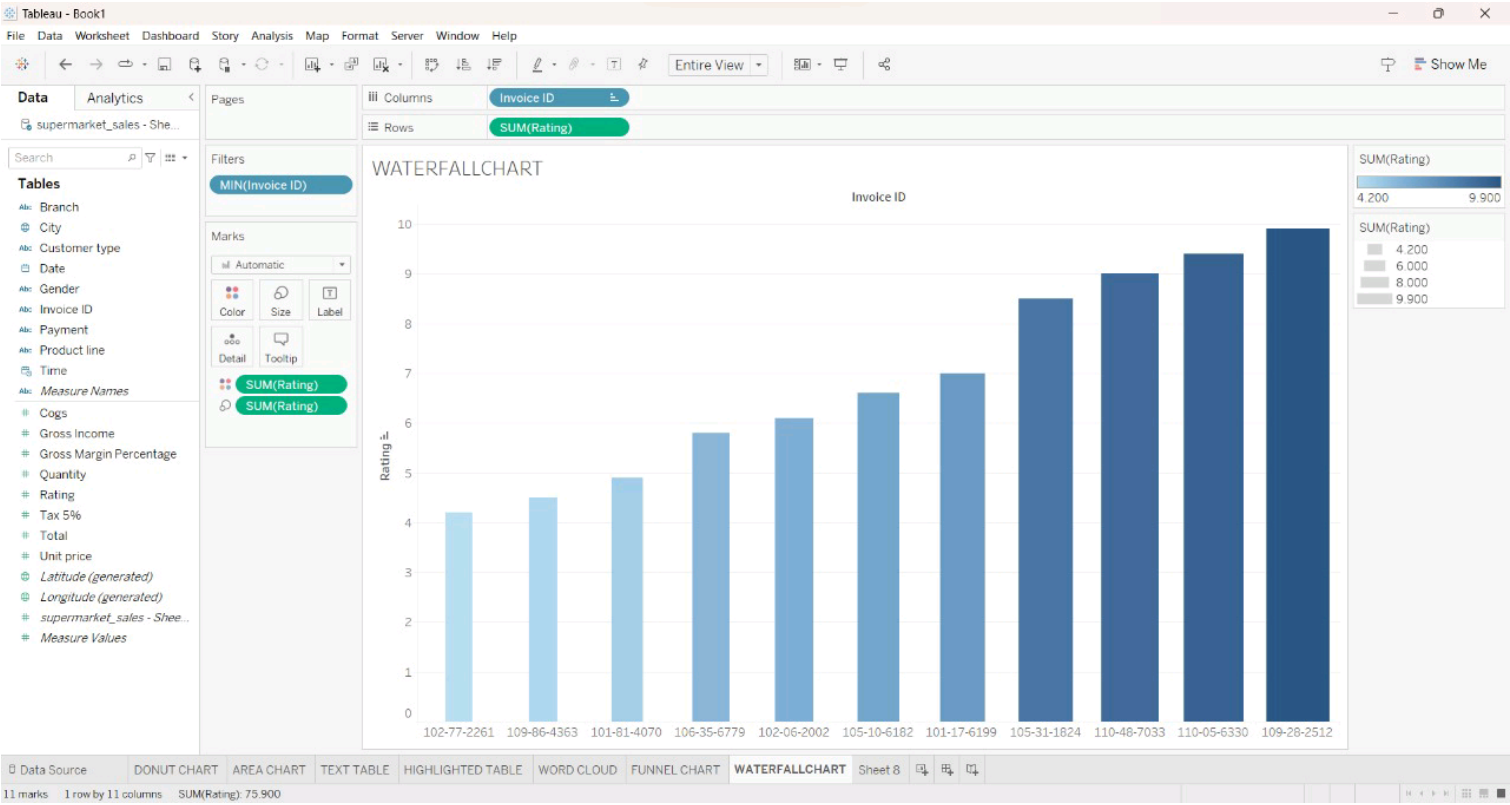 Tableau - Book1
File Data Worksheet Dashboard Story Analysis Map Format Server Window Help
Entire View
Show Me
Data Analytics
supermarket_sales - She...
Search
Tables
Abc Branch
City
Abc Customer type
Date
Abc Gender
Abc Invoice ID
Abc Payment
Abc Product line
Time
Abc Measure Names
# Cogs
# Gross Income
# Gross Margin Percentage
# Quantity
# Rating
# Tax 5%
# Total
# Unit price
Latitude (generated)
Longitude (generated)
# supermarket_sales - Shee...
# Measure Values
Pages
Filters
MIN(Invoice ID)
Marks
Automatic
Color Size Label
Detail Tooltip
SUM(Rating)
SUM(Rating)
Columns Invoice ID
Rows SUM(Rating)
WATERFALLCHART
Invoice ID
10
9
8
7
6
5
4
3
2
1
0
Rating
102-77-2261 109-86-4363 101-81-4070 106-35-6779 102-06-2002 105-10-6182 101-17-6199 105-31-1824 110-48-7033 110-05-6330 109-28-2512
SUM(Rating)
4.200 9.900
SUM(Rating)
4.200
6.000
8.000
9.900
Data Source DONUT CHART AREA CHART TEXT TABLE HIGHLIGHTED TABLE WORD CLOUD FUNNEL CHART WATERFALLCHART Sheet 8
11 marks 1 row by 11 columns SUM(Rating): 75.900